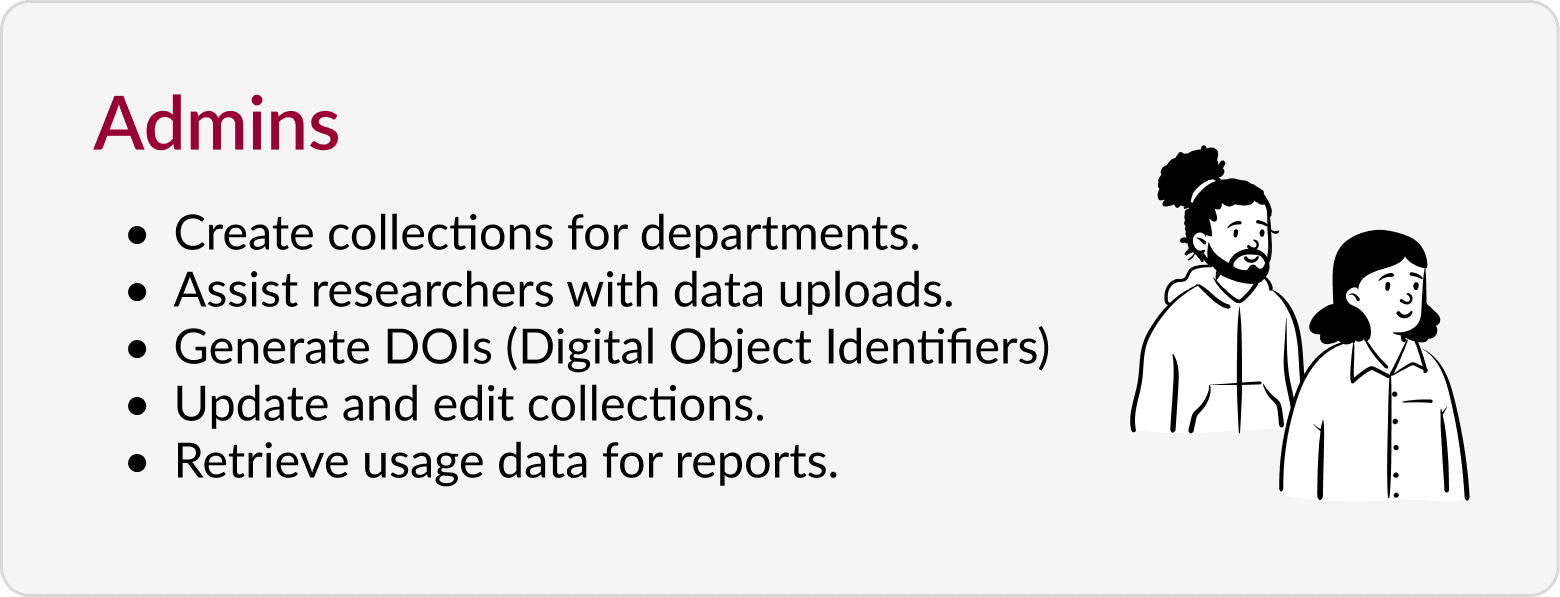 Admins
• Create collections for departments.
• Assist researchers with data uploads.
• Generate DOIs (Digital Object Identifiers)
• Update and edit collections.
• Retrieve usage data for reports.